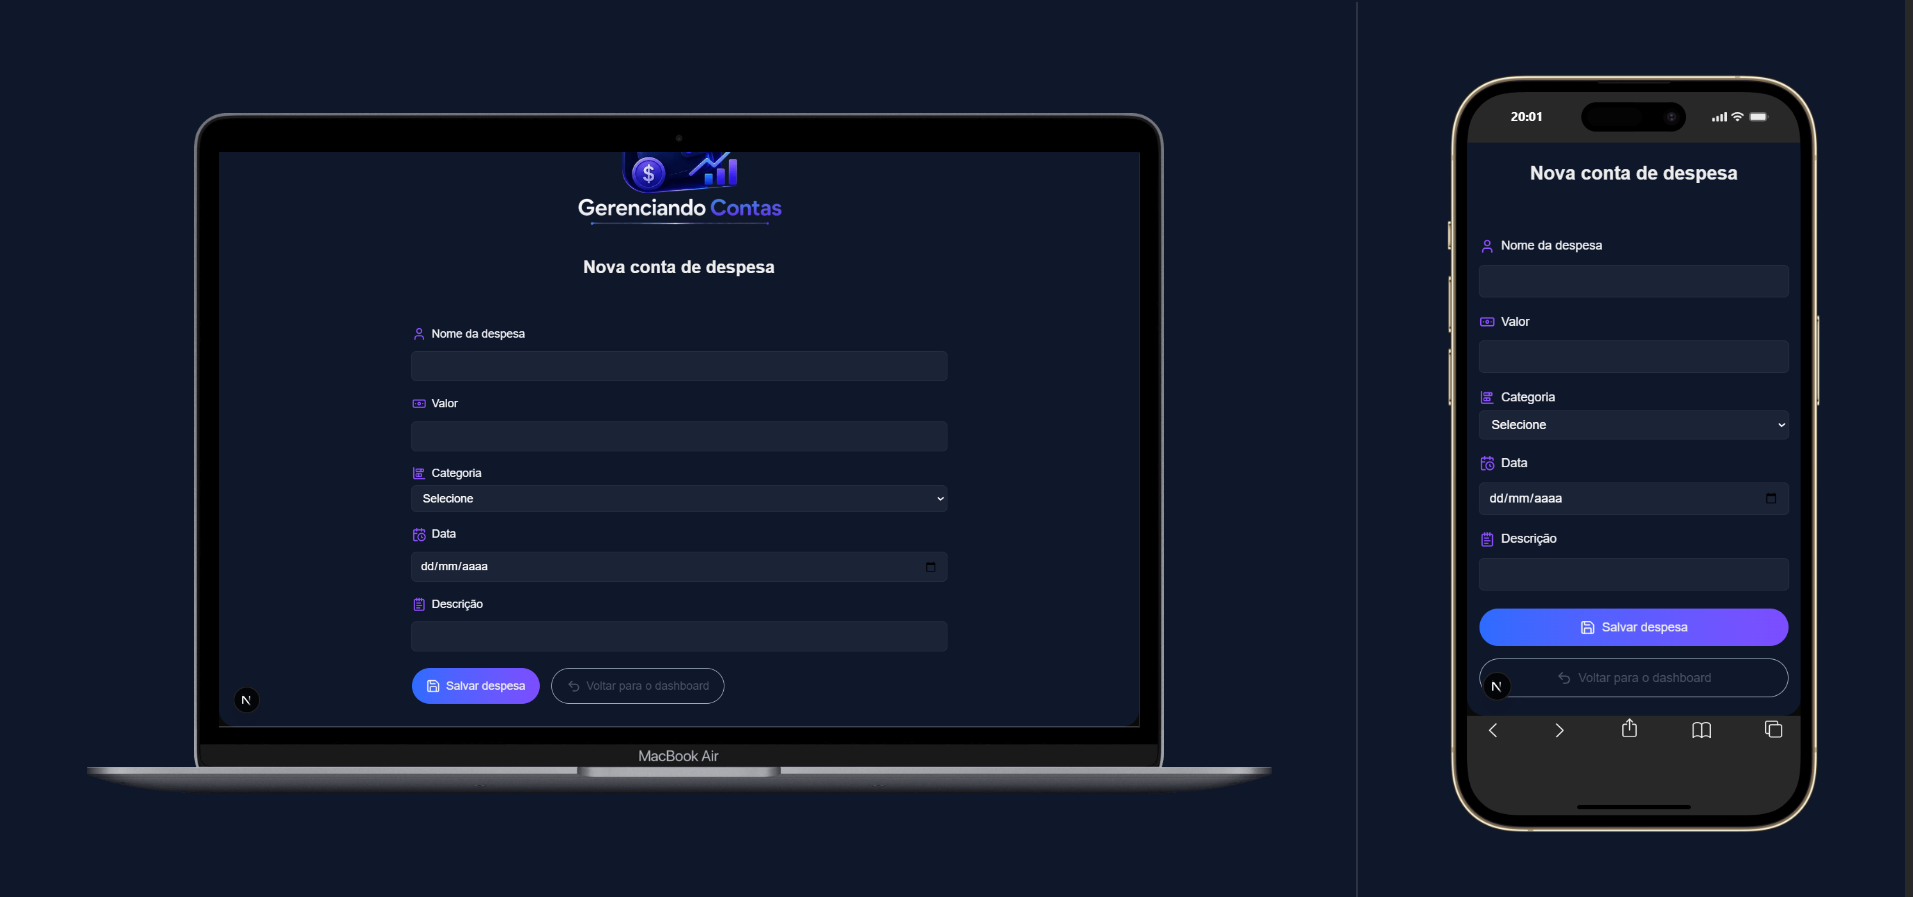 $
Gerenciando Contas
Nova conta de despesa
Nome da despesa
Valor
Categoria
Selecione
Data
dd/mm/aaaa
Descrição
Salvar despesa
Voltar para o dashboard
N
MacBook Air
20:01
Nova conta de despesa
Nome da despesa
Valor
Categoria
Selecione
Data
dd/mm/aaaa
Descrição
Salvar despesa
Voltar para o dashboard
N